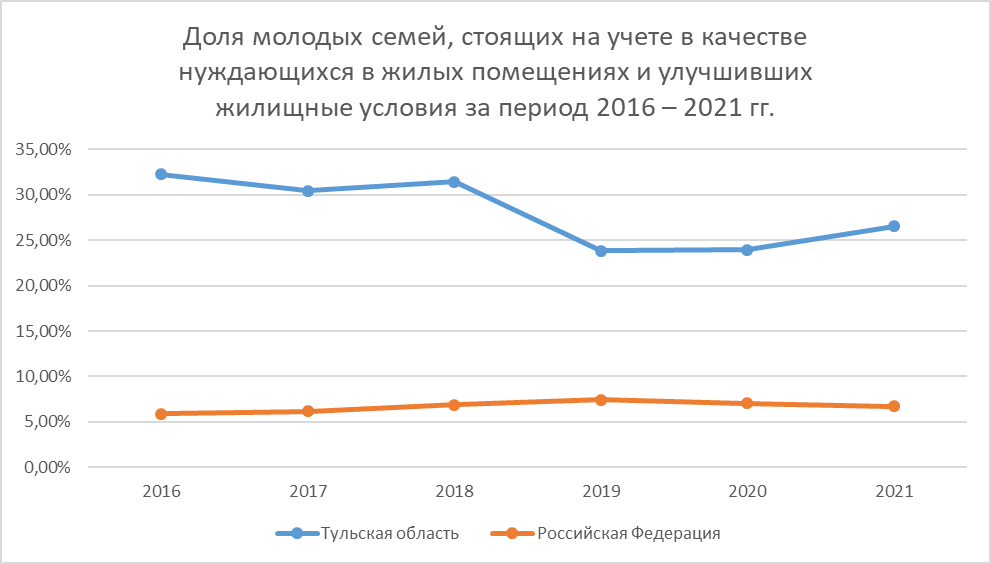 Доля молодых семей, стоящих на учете в качестве
нуждающихся в жилых помещениях и улучшивших
жилищные условия за период 2016 – 2021 гг.
35,00%
30,00%
25,00%
20,00%
15,00%
10,00%
5,00%
0,00%
2016 2017 2018 2019 2020 2021
Тульская область Российская Федерация